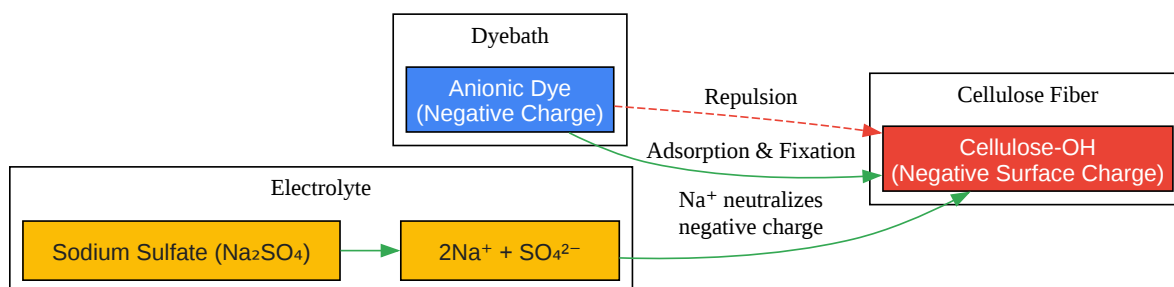 Dyebath
Anionic Dye
(Negative Charge)
Repulsion
Cellulose Fiber
Cellulose-OH
(Negative Surface Charge)
Adsorption & Fixation
Electrolyte
Na⁺ neutralizes
negative charge
Sodium Sulfate (Na₂SO₄)
2Na⁺ + SO₄²⁻